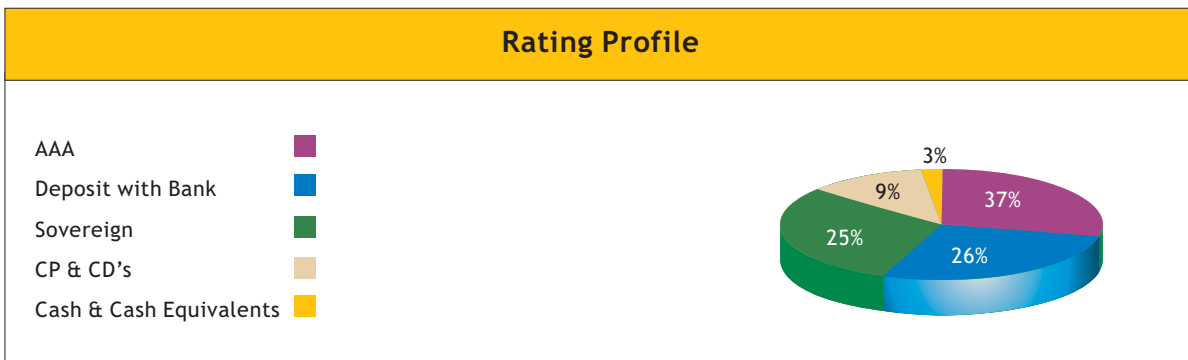 Rating Profile
AAA
Deposit with Bank
Sovereign
CP & CD’s
Cash & Cash Equivalents
3%
37%
9%
25%
26%